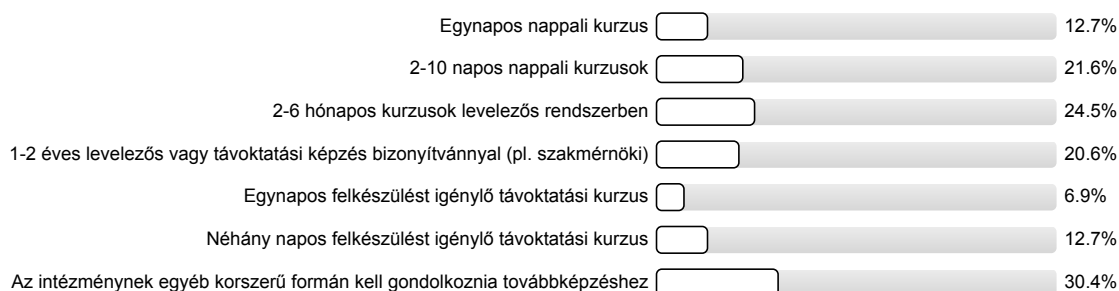 Egynapos nappali kurzus 12.7%
2-10 napos nappali kurzusok 21.6%
2-6 hónapos kurzusok levelezős rendszerben 24.5%
1-2 éves levelezős vagy távoktatási képzés bizonyítvánnyal (pl. szakmérnöki) 20.6%
Egynapos felkészülést igénylő távoktatási kurzus 6.9%
Néhány napos felkészülést igénylő távoktatási kurzus 12.7%
Az intézménynek egyéb korszerű formán kell gondolkoznia továbbképzéshez 30.4%